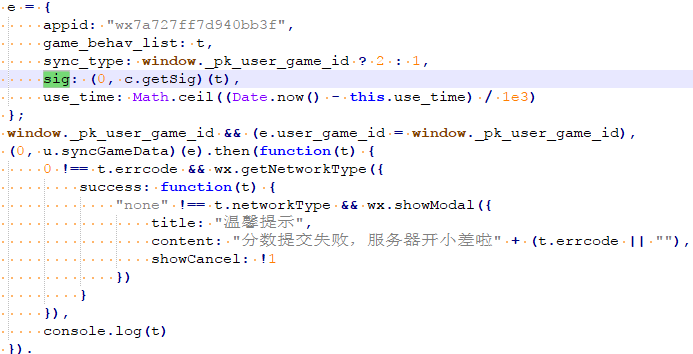 e = {
    appid: "wx7a727ff7d940bb3f",
    game_behav_list: t,
    sync_type: window._pk_user_game_id ? 2 : 1,
    sig: (0, c.getSig)(t),
    use_time: Math.ceil((Date.now() - this.use_time) / 1e3)
};
window._pk_user_game_id && (e.user_game_id = window._pk_user_game_id),
(0, u.syncGameData)(e).then(function(t) {
    0 !== t.errcode && wx.getNetworkType({
        success: function(t) {
            "none" !== t.networkType && wx.showModal({
                title: "温馨提示",
                content: "分数提交失败，服务器开小差啦" + (t.errcode || ""),
                showCancel: !1
            })
        }
    }),
    console.log(t)
}).